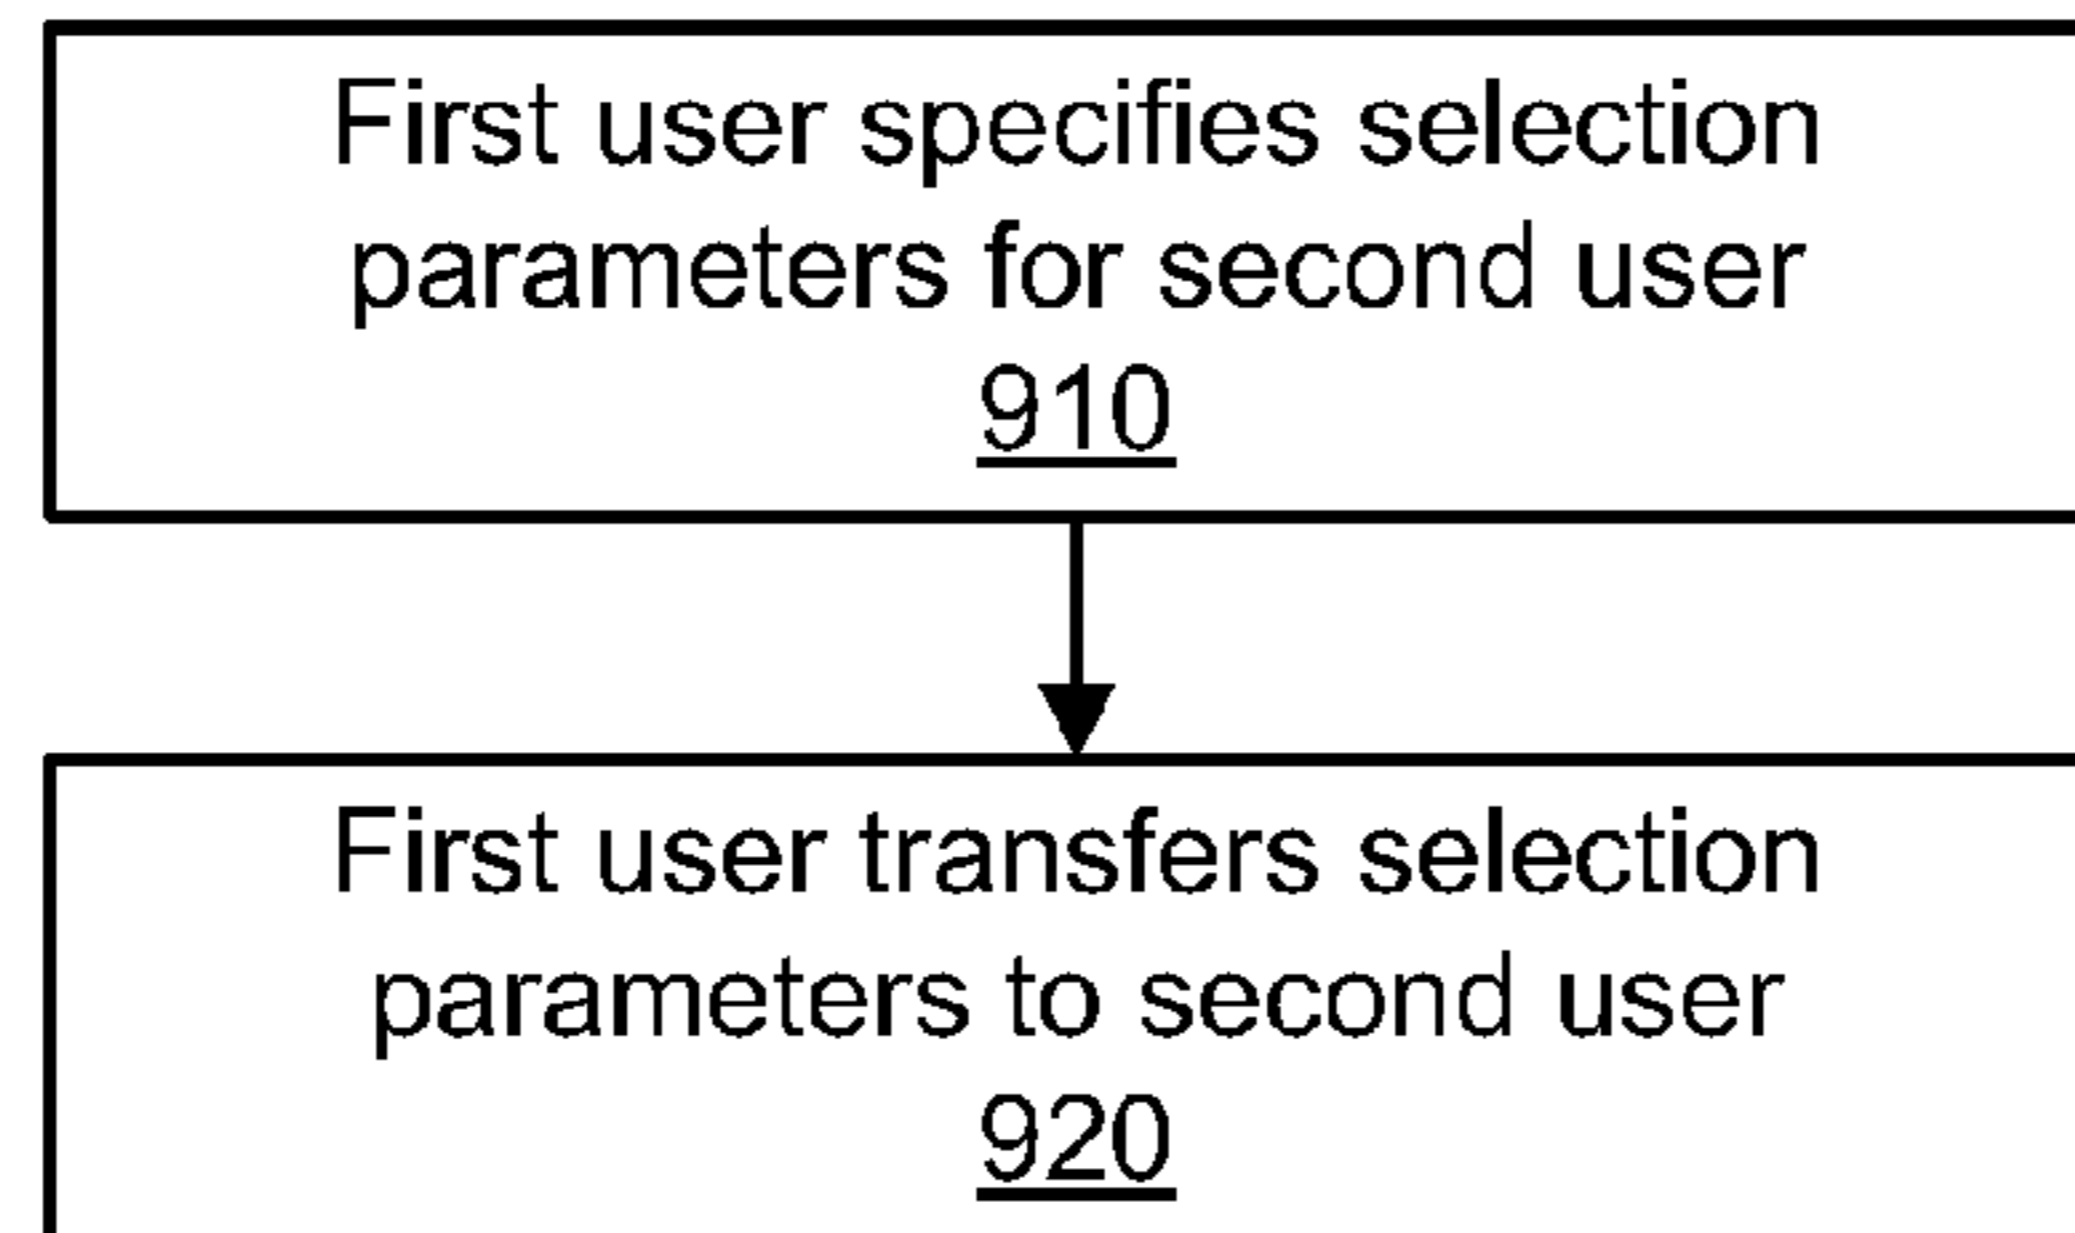 First user specifies selection
parameters for second user
910
First user transfers selection
parameters to second user
920